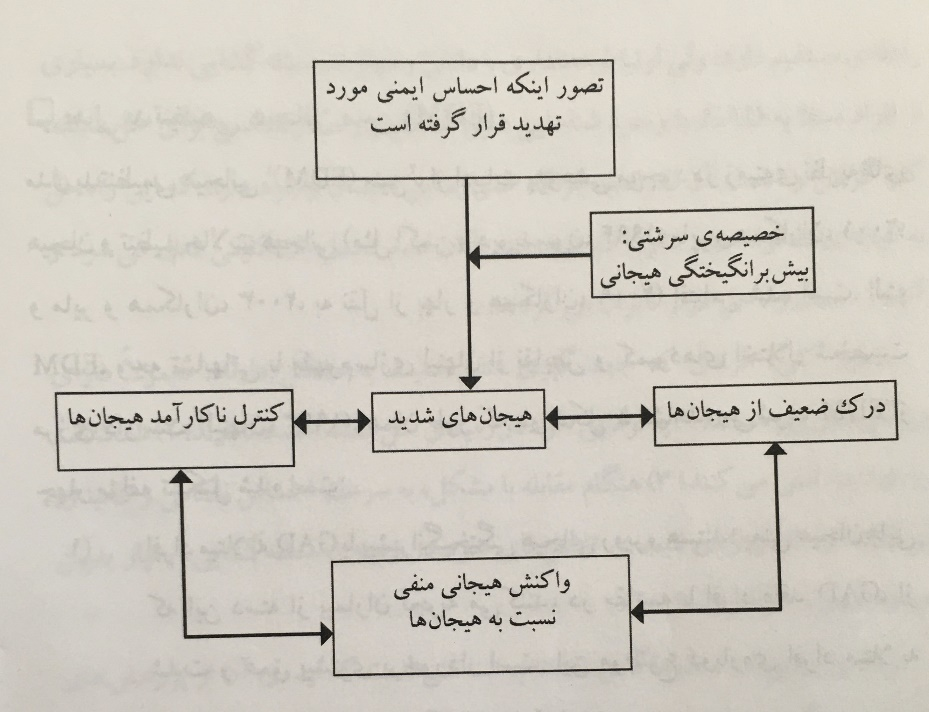 تصور اینکه احساس ایمنی مورد
تهدید قرار گرفته است
خصیصه‌ی سرشتی:
بیش‌برانگیختگی هیجانی
درک ضعیف از هیجان‌ها
هیجان‌های شدید
کنترل ناکارآمد هیجان‌ها
واکنش هیجانی منفی
نسبت به هیجان‌ها